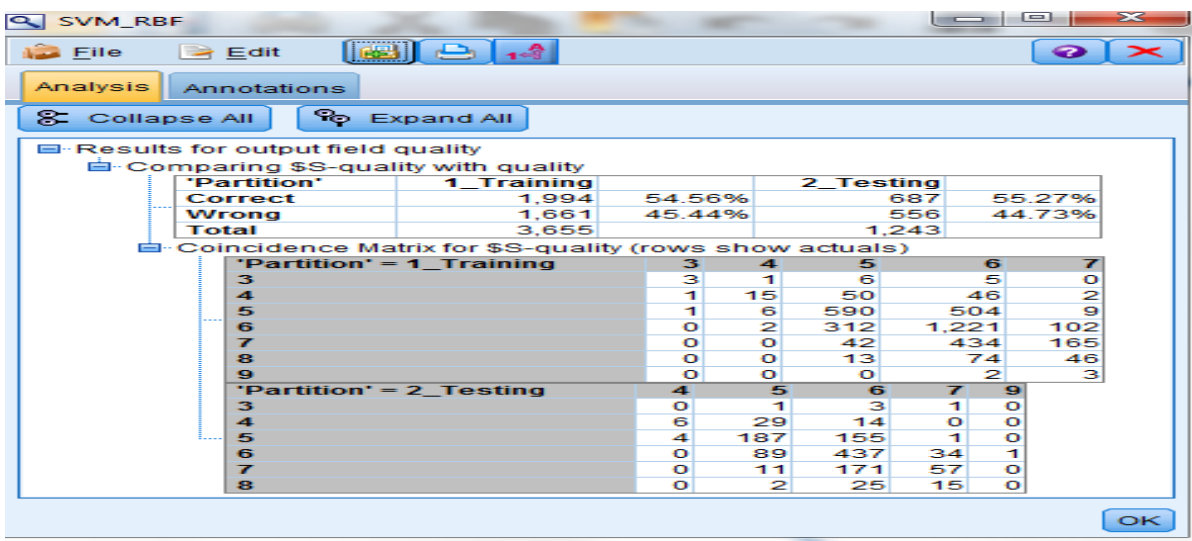 SVM_RBF
File Edit
Analysis Annotations
Collapse All Expand All
Results for output field quality
Comparing $S-quality with quality
'Partition' 1_Training 2_Testing
Correct 1,994 54.56% 687 55.27%
Wrong 1,661 45.44% 556 44.73%
Total 3,655 1,243
Coincidence Matrix for $S-quality (rows show actuals)
'Partition' = 1_Training 3 4 5 6 7
3 3 1 6 5 0
4 1 15 50 46 2
5 1 6 590 504 9
6 0 2 312 1,221 102
7 0 0 42 434 165
8 0 0 13 74 46
9 0 0 0 2 3
'Partition' = 2_Testing 4 5 6 7 9
3 0 1 3 1 0
4 6 29 14 0 0
5 4 187 155 1 0
6 0 89 437 34 1
7 0 11 171 57 0
8 0 2 25 15 0
OK